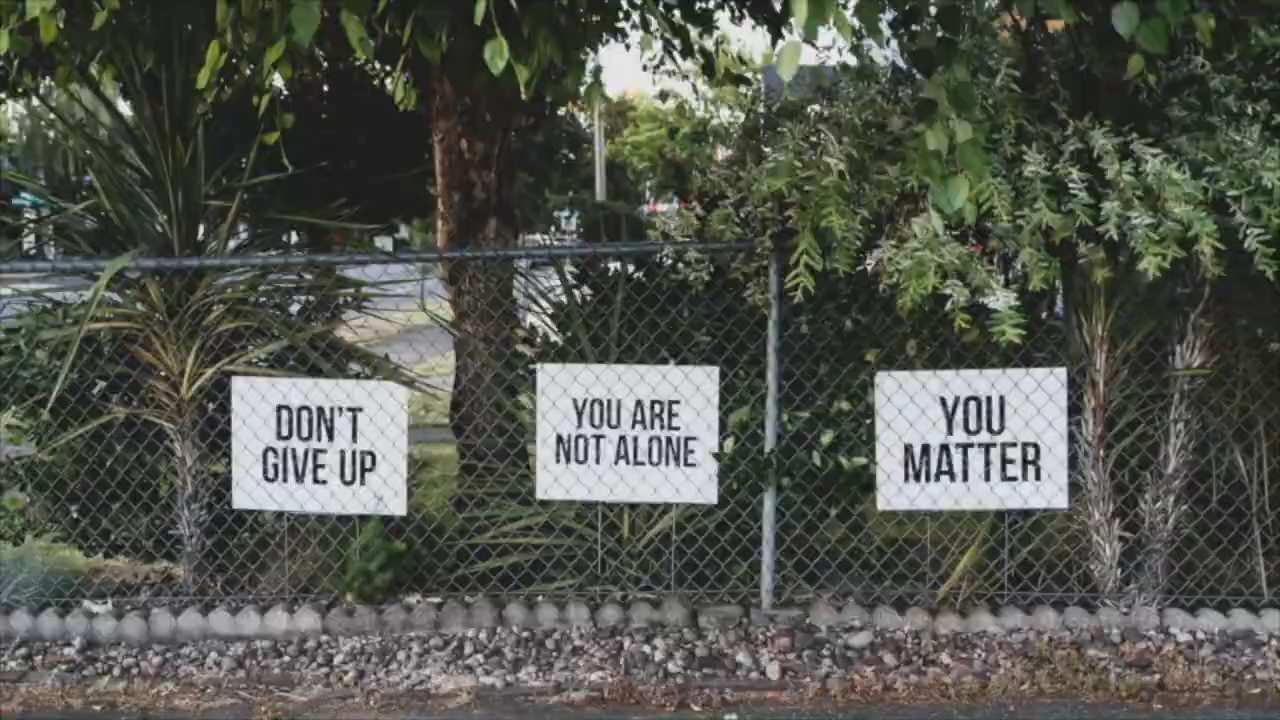 DON'T
GIVE UP
YOU ARE
NOT ALONE
YOU
MATTER